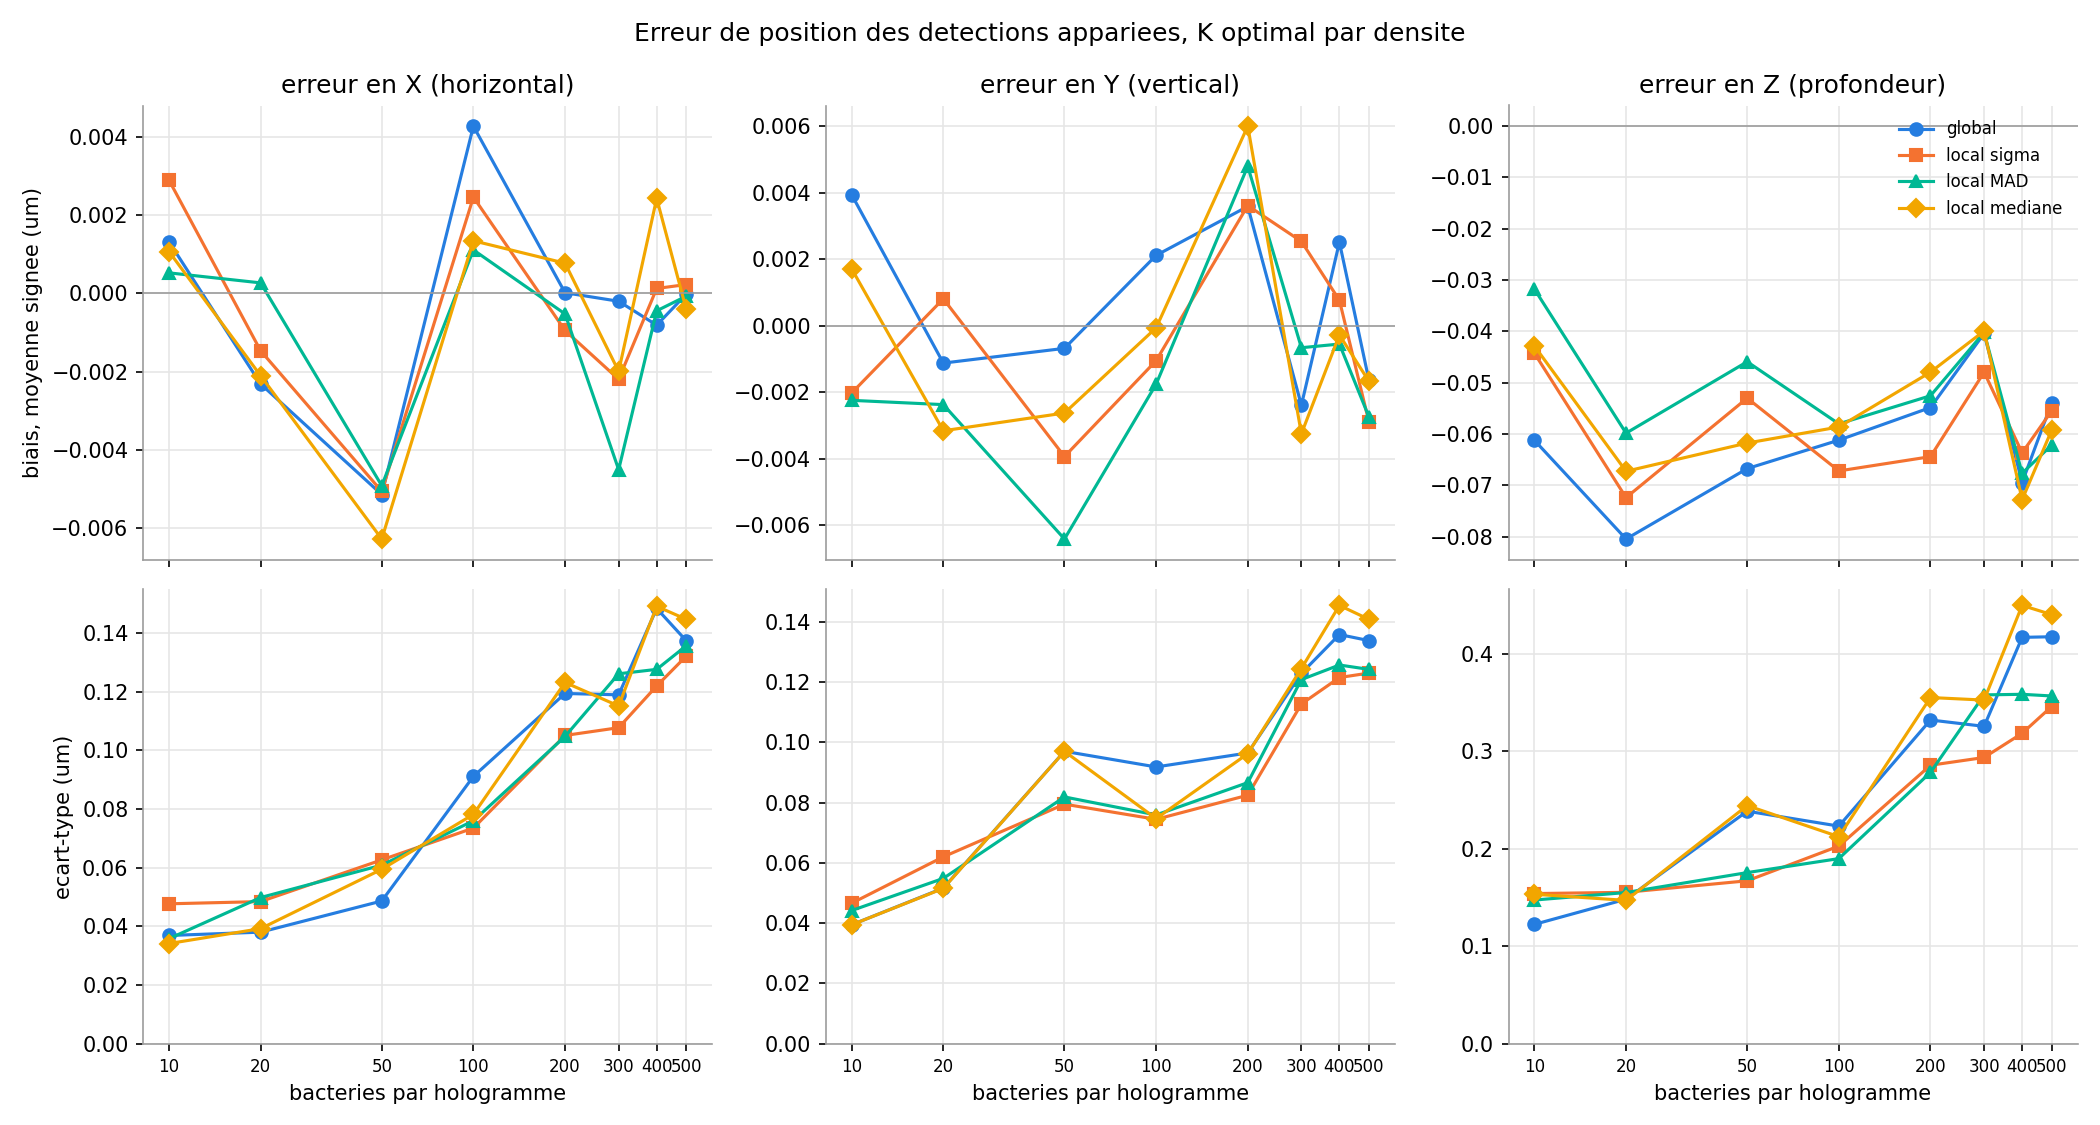 Erreur de position des detections appariees, K optimal par densite
erreur en X (horizontal)
erreur en Y (vertical)
erreur en Z (profondeur)
biais, moyenne signee (um)
0.004
0.002
0.000
−0.002
−0.004
−0.006
0.006
0.004
0.002
0.000
−0.002
−0.004
−0.006
0.00
−0.01
−0.02
−0.03
−0.04
−0.05
−0.06
−0.07
−0.08
global
local sigma
local MAD
local mediane
ecart-type (um)
0.14
0.12
0.10
0.08
0.06
0.04
0.02
0.00
10 20 50 100 200 300 400 500
bacteries par hologramme
0.14
0.12
0.10
0.08
0.06
0.04
0.02
0.00
10 20 50 100 200 300 400 500
bacteries par hologramme
0.4
0.3
0.2
0.1
0.0
10 20 50 100 200 300 400 500
bacteries par hologramme